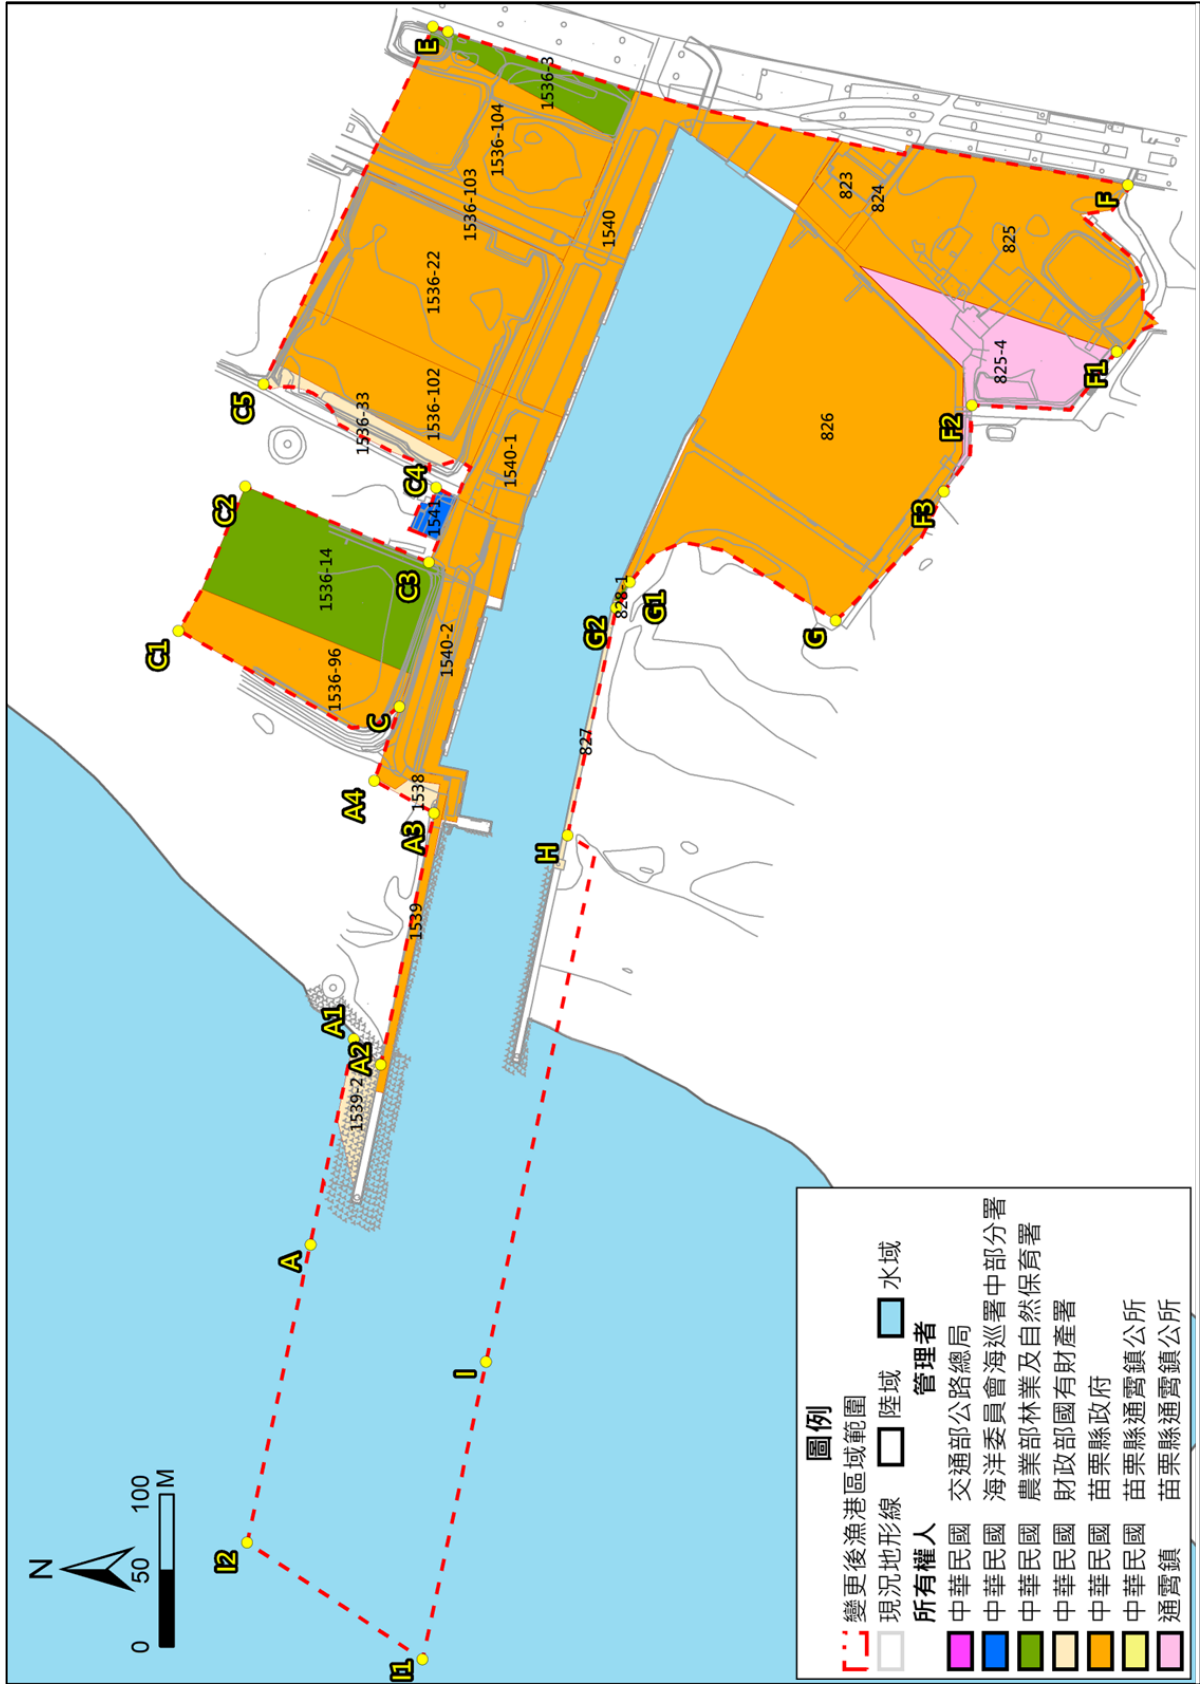 N
0 50 100
M
I2
I1
A
I
A1
A2
1539-2
1539
A3
A4
1538
H
827
C
C1
1536-96
1536-14
1540-2
C2
C3
1541
C4
C5
1536-33
1536-102
1536-22
1536-103
1536-104
1536-3
E
1540-1
1540
G2
828-1
G1
G
826
F3
F2
825-4
F1
825
824
823
F
圖例
變更後漁港區域範圍
現況地形線 陸域 水域
所有權人 管理者
中華民國 交通部公路總局
中華民國 海洋委員會海巡署中部分署
中華民國 農業部林業及自然保育署
中華民國 財政部國有財產署
中華民國 苗栗縣政府
中華民國 苗栗縣通霄鎮公所
通霄鎮 苗栗縣通霄鎮公所